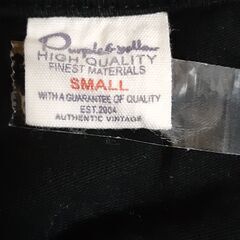 Purple & yellow
HIGH QUALITY
FINEST MATERIALS
SMALL
WITH A GUARANTEE OF QUALITY
EST.2004
AUTHENTIC VINTAGE